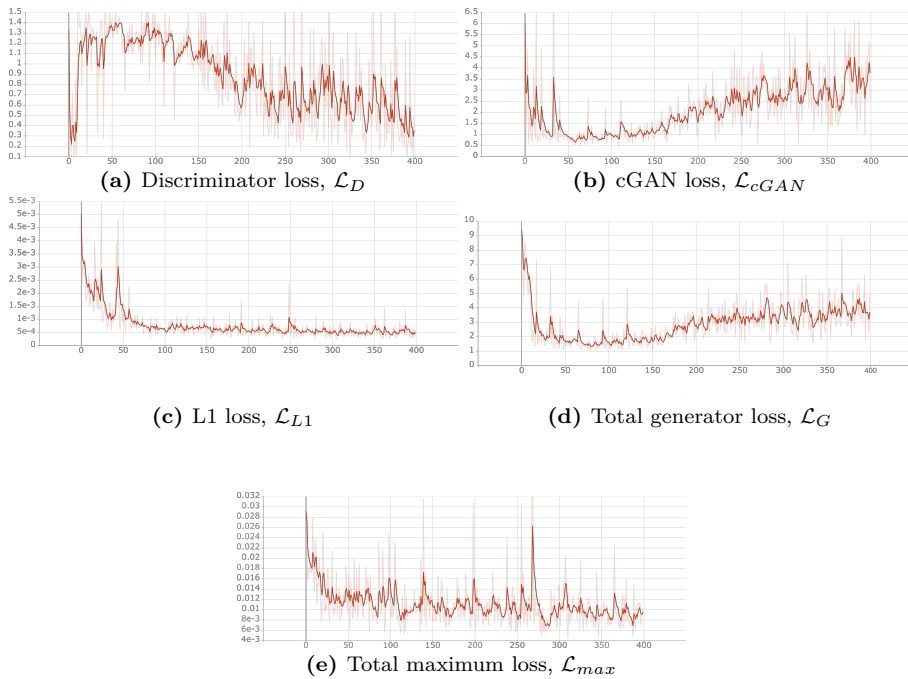 1.5
1.4
1.3
1.2
1.1
1
0.9
0.8
0.7
0.6
0.5
0.4
0.3
0.2
0.1
0 50 100 150 200 250 300 350 400
(a) Discriminator loss, ℒ_D
6.5
6
5.5
5
4.5
4
3.5
3
2.5
2
1.5
1
0.5
0
0 50 100 150 200 250 300 350 400
(b) cGAN loss, ℒ_cGAN
5.5e-3
5e-3
4.5e-3
4e-3
3.5e-3
3e-3
2.5e-3
2e-3
1.5e-3
1e-3
5e-4
0
0 50 100 150 200 250 300 350 400
(c) L1 loss, ℒ_L1
10
9
8
7
6
5
4
3
2
1
0 50 100 150 200 250 300 350 400
(d) Total generator loss, ℒ_G
0.032
0.03
0.028
0.026
0.024
0.022
0.02
0.018
0.016
0.014
0.012
0.01
8e-3
6e-3
4e-3
0 50 100 150 200 250 300 350 400
(e) Total maximum loss, ℒ_max